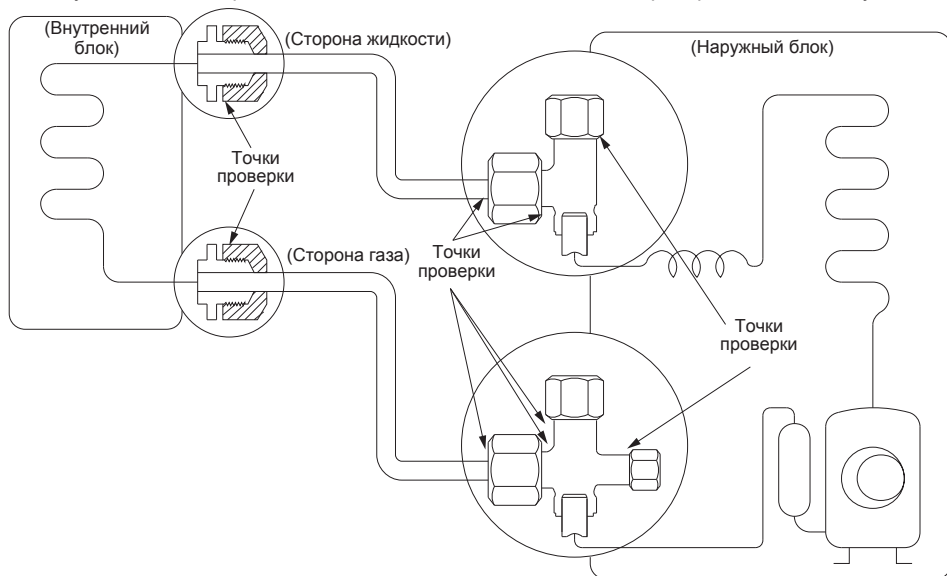 (Внутренний
блок)
(Сторона жидкости)
(Наружный блок)
Точки
проверки
(Сторона газа)
Точки
проверки
Точки
проверки